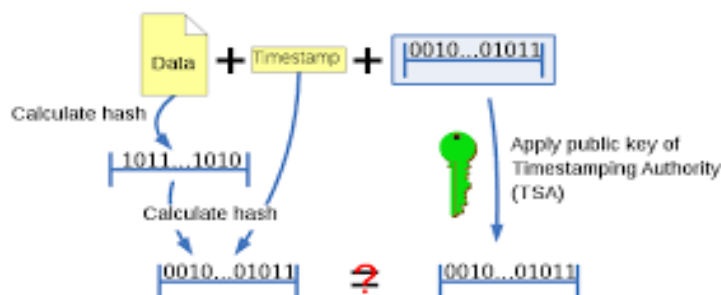 Data + Timestamp + 0010...01011
Calculate hash
1011...1010
Apply public key of
Timestamping Authority
(TSA)
Calculate hash
0010...01011 =? 0010...01011